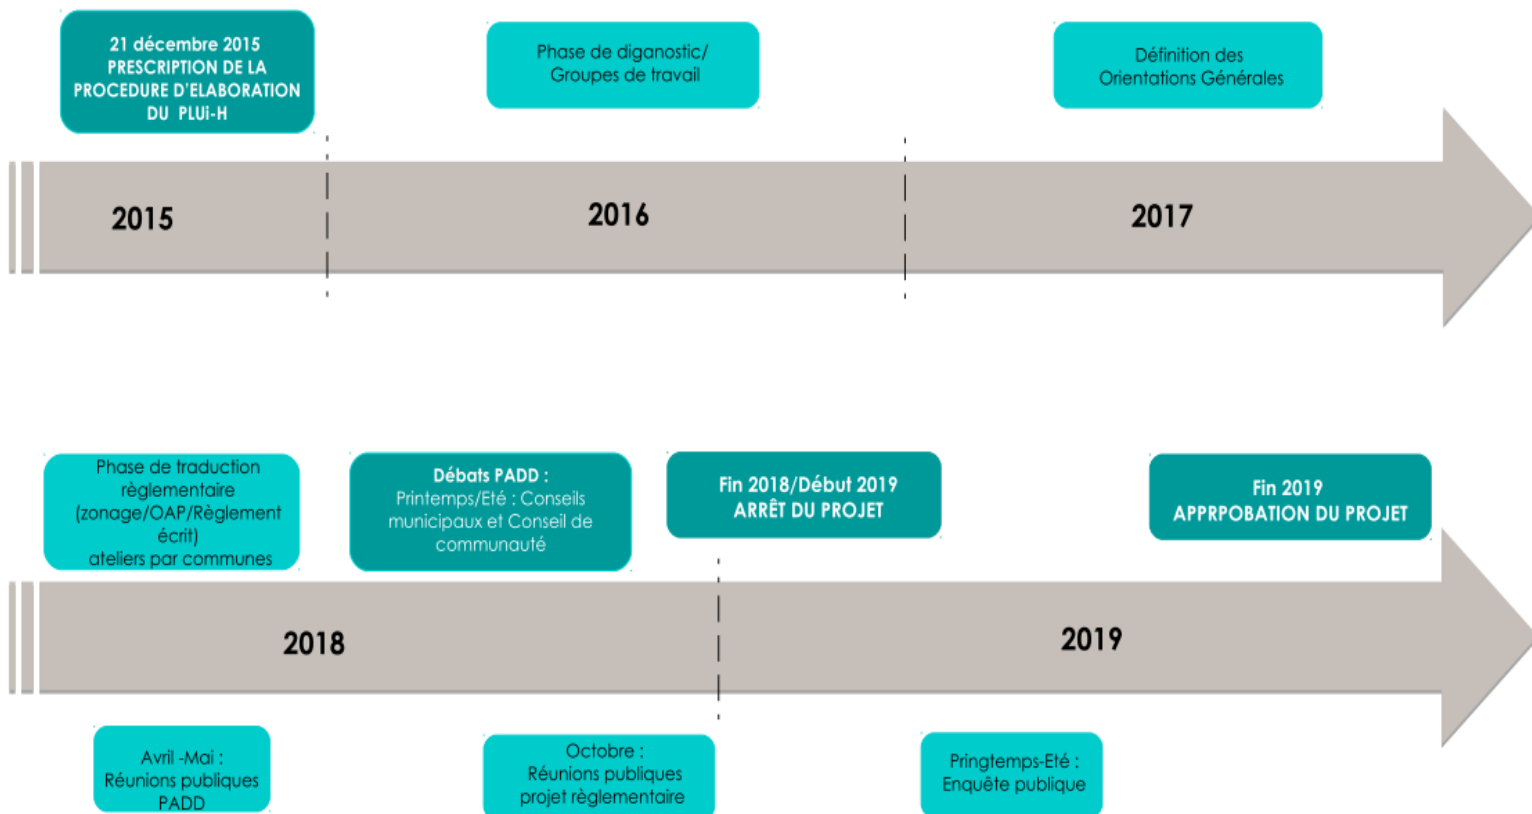 21 décembre 2015
PRESCRIPTION DE LA
PROCEDURE D'ELABORATION
DU PLUi-H
Phase de diganostic/
Groupes de travail
Définition des
Orientations Générales
2015
2016
2017
Phase de traduction
règlementaire
(zonage/OAP/Règlement
écrit)
ateliers par communes
Débats PADD :
Printemps/Eté : Conseils
municipaux et Conseil de
communauté
Fin 2018/Début 2019
ARRÊT DU PROJET
Fin 2019
APPRPOBATION DU PROJET
2018
2019
Avril -Mai :
Réunions publiques
PADD
Octobre :
Réunions publiques
projet règlementaire
Pringtemps-Eté :
Enquête publique